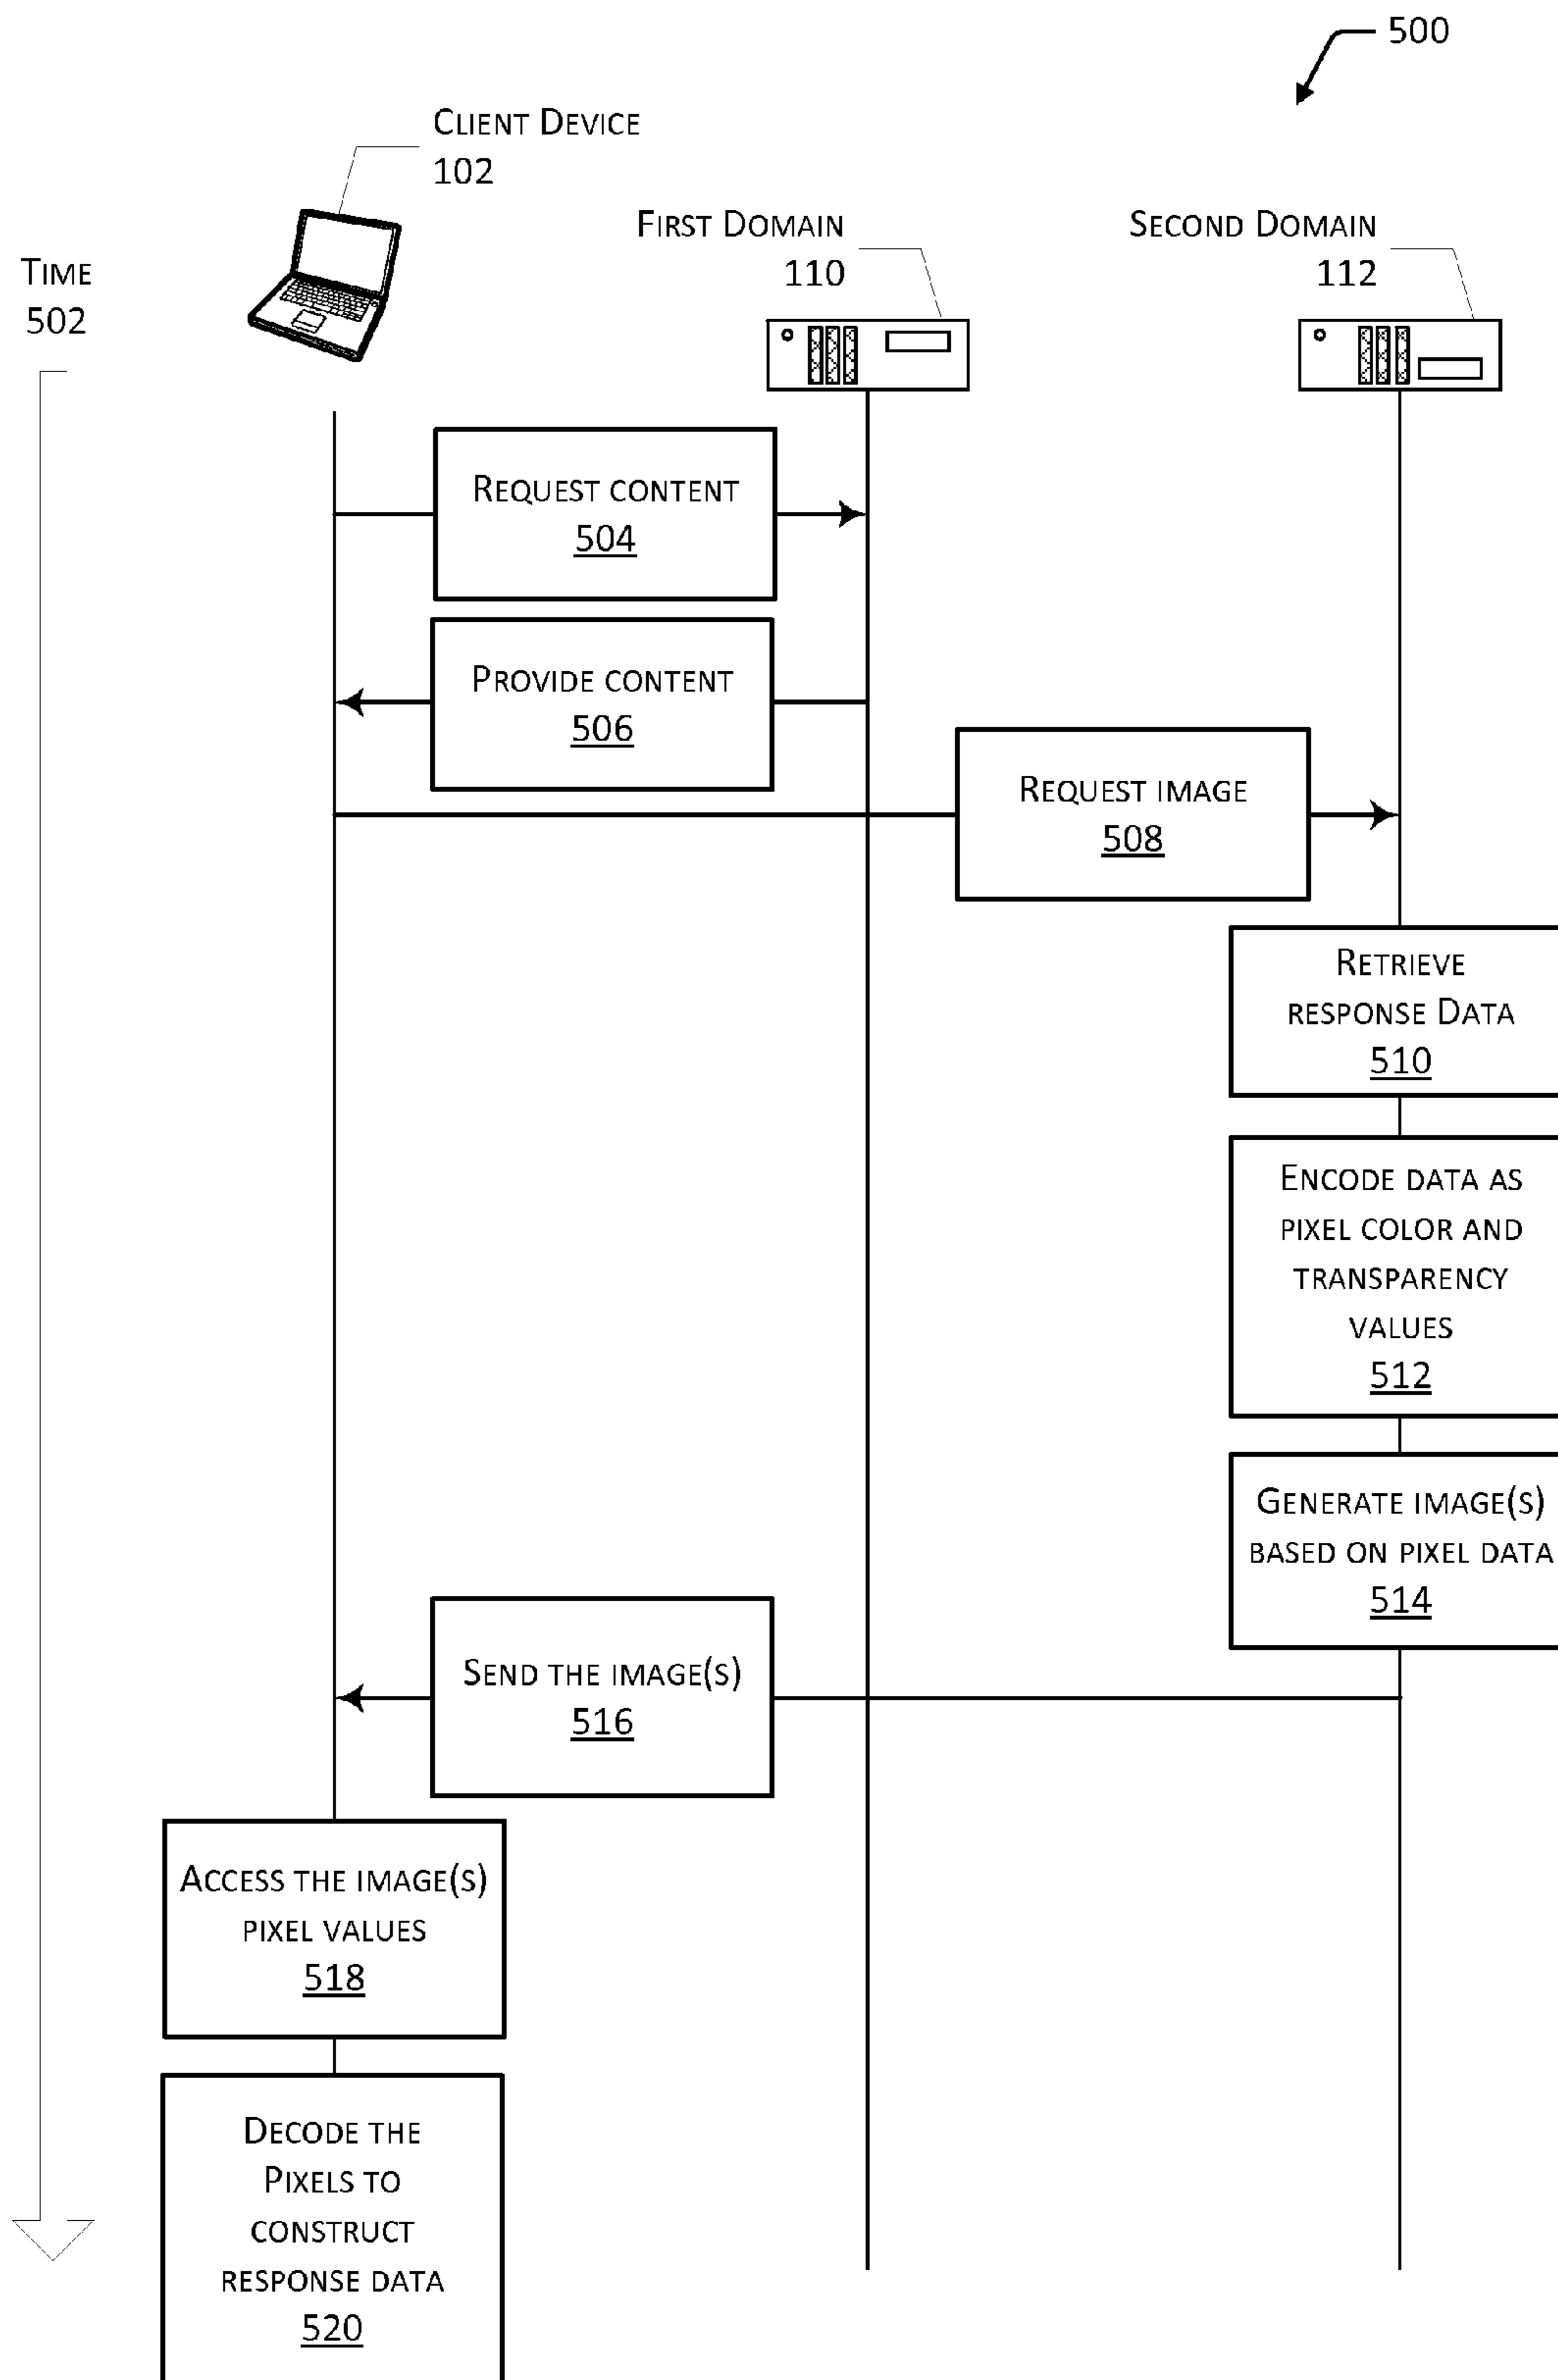 500
CLIENT DEVICE
102
FIRST DOMAIN
110
SECOND DOMAIN
112
TIME
502
REQUEST CONTENT
504
PROVIDE CONTENT
506
REQUEST IMAGE
508
RETRIEVE
RESPONSE DATA
510
ENCODE DATA AS
PIXEL COLOR AND
TRANSPARENCY
VALUES
512
GENERATE IMAGE(S)
BASED ON PIXEL DATA
514
SEND THE IMAGE(S)
516
ACCESS THE IMAGE(S)
PIXEL VALUES
518
DECODE THE
PIXELS TO
CONSTRUCT
RESPONSE DATA
520